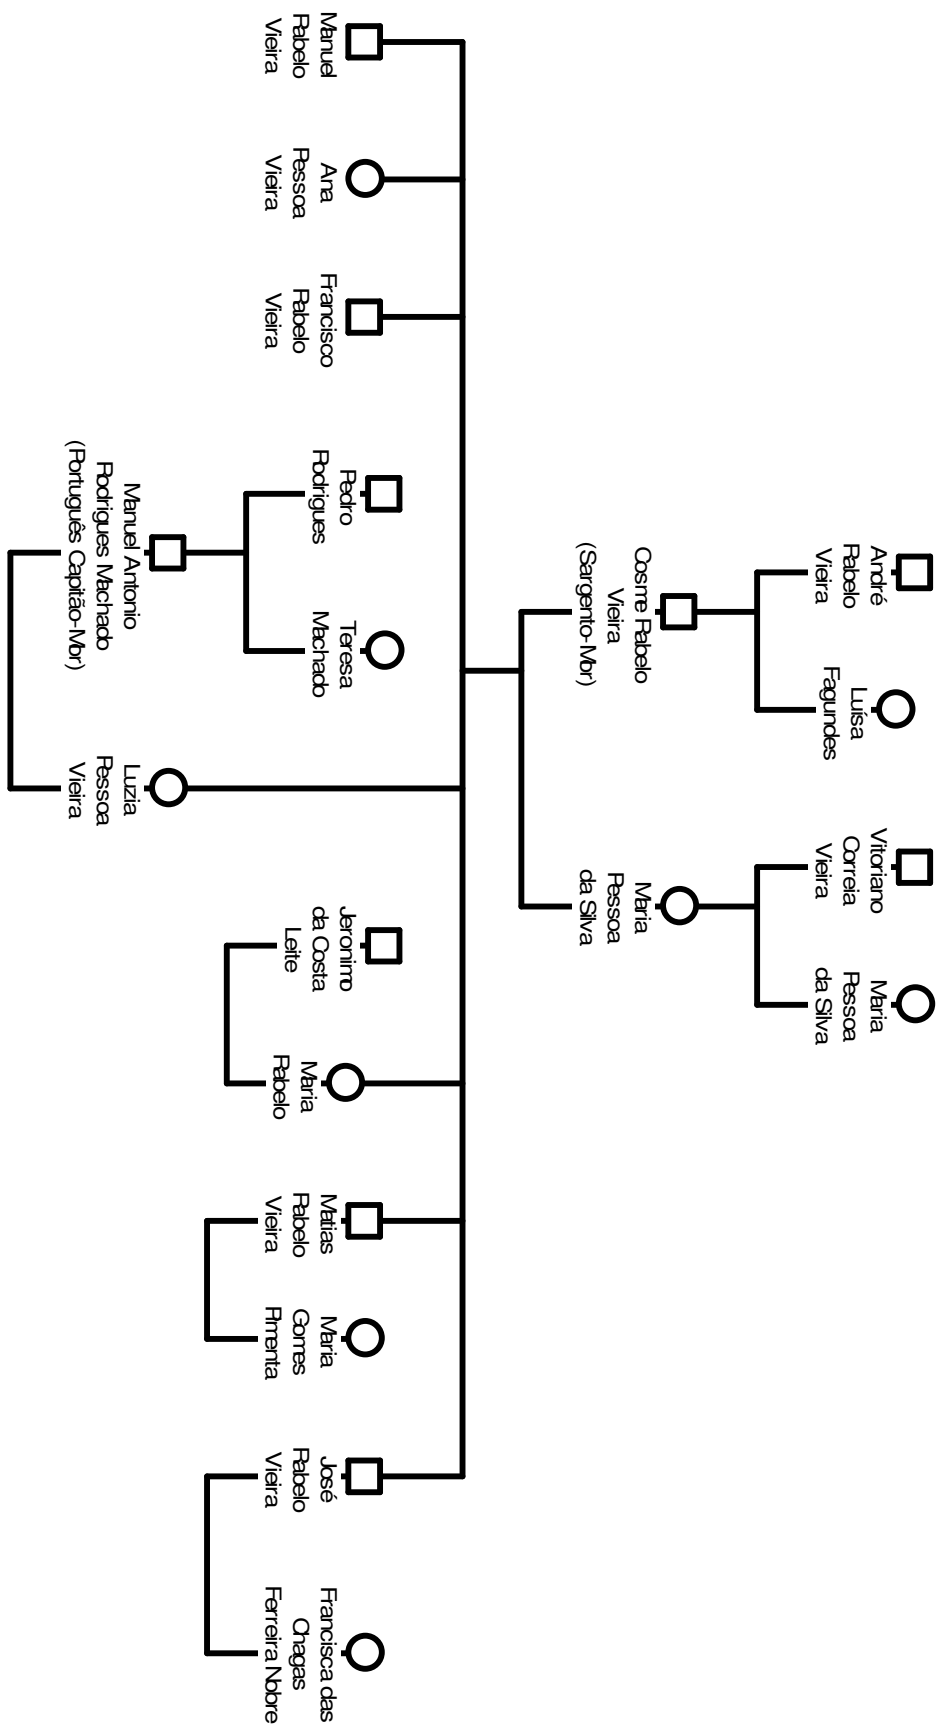 André
Rabelo
Vieira
Luísa
Fagundes
Vitoriano
Correia
Vieira
Maria
Pessoa
da Silva
Cosme Rabelo
Vieira
(Sargento-Mor)
Maria
Pessoa
da Silva
Manuel
Rabelo
Vieira
Ana
Pessoa
Vieira
Francisco
Rabelo
Vieira
Pedro
Rodrigues
Teresa
Machado
Manuel Antonio
Rodrigues Machado
(Português Capitão-Mor)
Luzia
Pessoa
Vieira
Jeronimo
da Costa
Leite
Maria
Rabelo
Matias
Rabelo
Vieira
Maria
Gomes
Pimenta
José
Rabelo
Vieira
Francisca das
Chagas
Ferreira Nobre